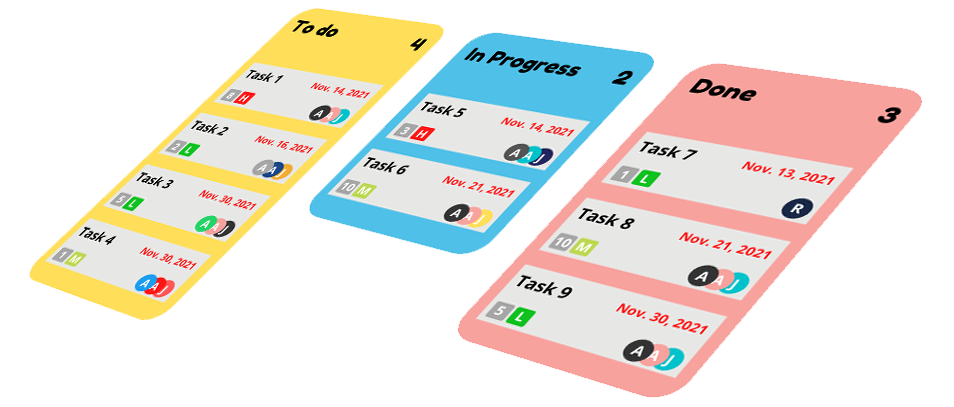 To do 4
Task 1 Nov. 14, 2021
8 H A A J
Task 2 Nov. 16, 2021
2 L A A J
Task 3 Nov. 30, 2021
5 L A A J
Task 4 Nov. 30, 2021
1 M A A J
In Progress 2
Task 5 Nov. 14, 2021
3 H A A J
Task 6 Nov. 21, 2021
10 M A A J
Done 3
Task 7 Nov. 13, 2021
1 L R
Task 8 Nov. 21, 2021
10 M A A J
Task 9 Nov. 30, 2021
5 L A A J